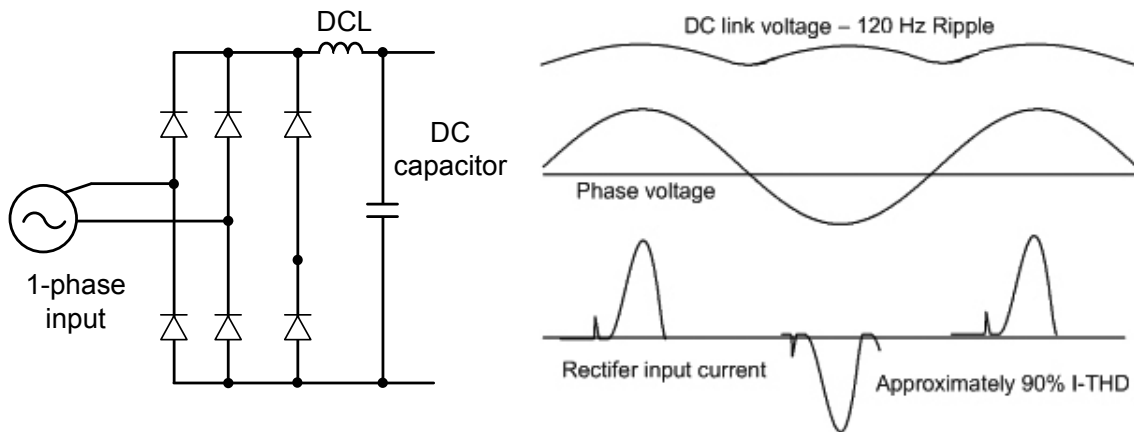 DCL
DC
capacitor
1-phase
input
DC link voltage – 120 Hz Ripple
Phase voltage
Rectifer input current
Approximately 90% I-THD